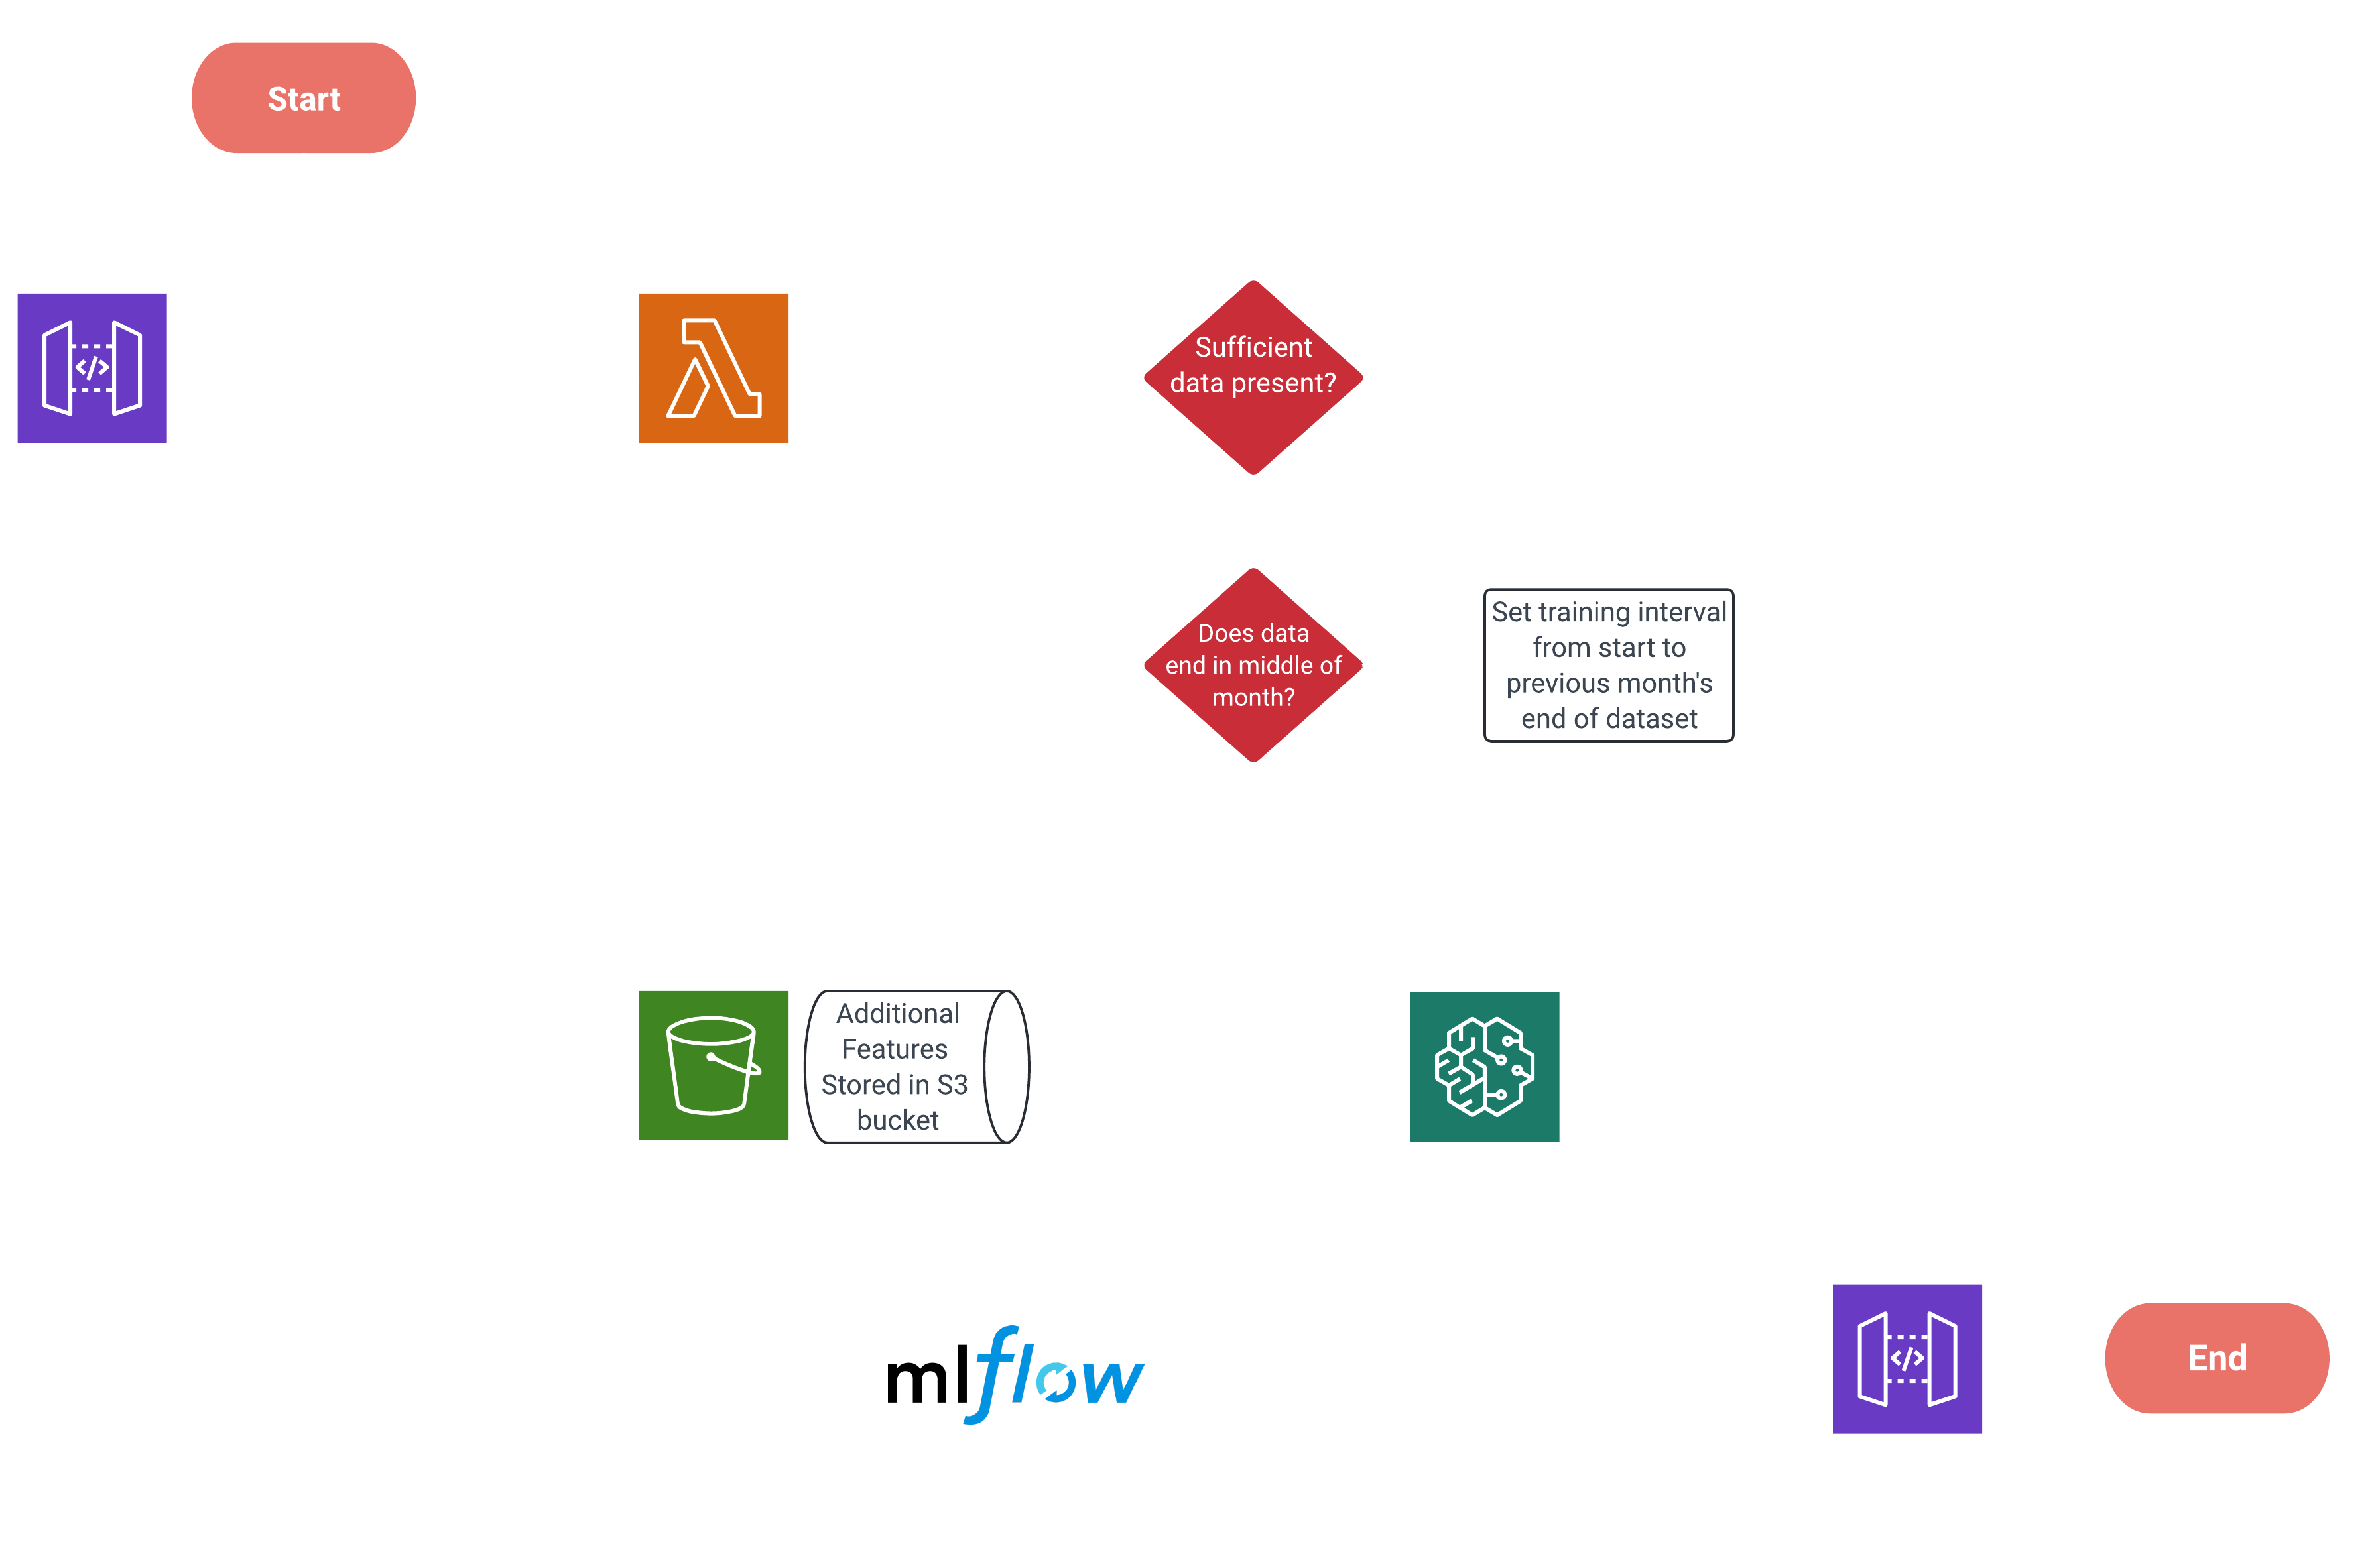 Start
Sufficient
data present?
Does data
end in middle of
month?
Set training interval
from start to
previous month's
end of dataset
Additional
Features
Stored in S3
bucket
mlflow
End